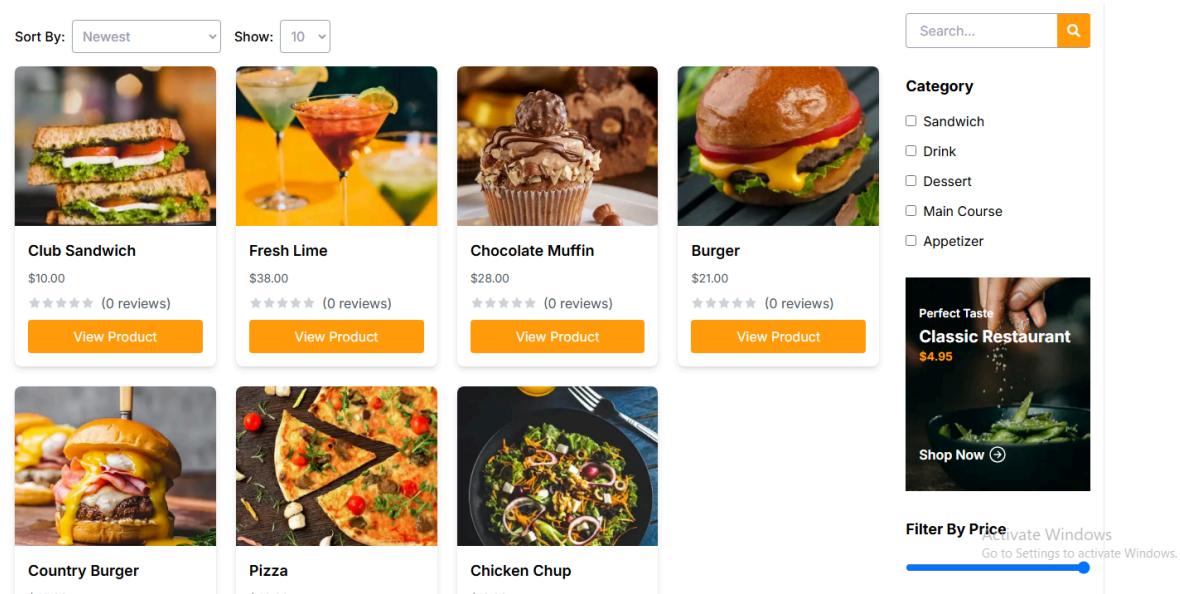 Sort By: Newest Show: 10
Search...
Club Sandwich
$10.00
(0 reviews)
View Product
Fresh Lime
$38.00
(0 reviews)
View Product
Chocolate Muffin
$28.00
(0 reviews)
View Product
Burger
$21.00
(0 reviews)
View Product
Country Burger
Pizza
Chicken Chup
Category
Sandwich
Drink
Dessert
Main Course
Appetizer
Perfect Taste
Classic Restaurant
$4.95
Shop Now
Filter By Price
Activate Windows
Go to Settings to activate Windows.